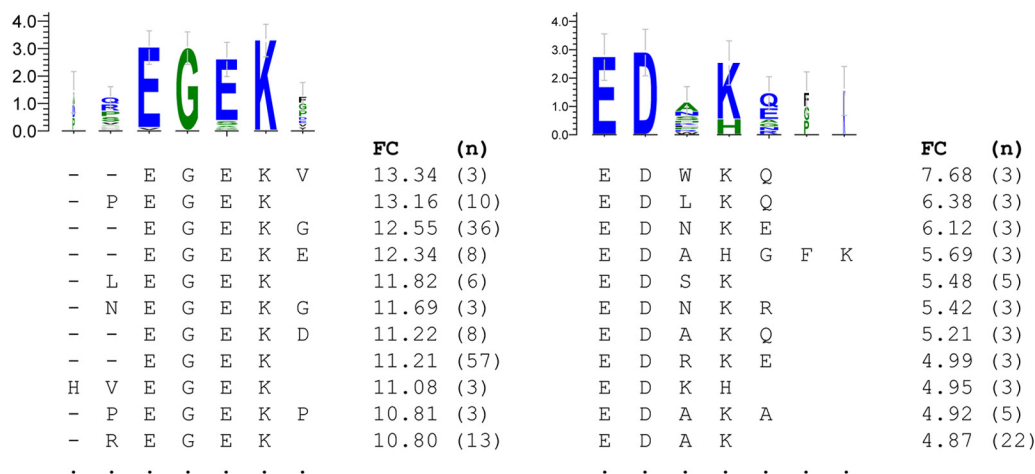 4.0
3.0
2.0
1.0
0.0
E G E K
FC (n)
- - E G E K V 13.34 (3)
- P E G E K 13.16 (10)
- - E G E K G 12.55 (36)
- - E G E K E 12.34 (8)
- L E G E K 11.82 (6)
- N E G E K G 11.69 (3)
- - E G E K D 11.22 (8)
- - E G E K 11.21 (57)
H V E G E K 11.08 (3)
- P E G E K P 10.81 (3)
- R E G E K 10.80 (13)
. . . . . . . . .
4.0
3.0
2.0
1.0
0.0
E D K H
FC (n)
E D W K Q 7.68 (3)
E D L K Q 6.38 (3)
E D N K E 6.12 (3)
E D A H G F K 5.69 (3)
E D S K 5.48 (5)
E D N K R 5.42 (3)
E D A K Q 5.21 (3)
E D R K E 4.99 (3)
E D K H 4.95 (3)
E D A K A 4.92 (5)
E D A K 4.87 (22)
. . . . . . . . .